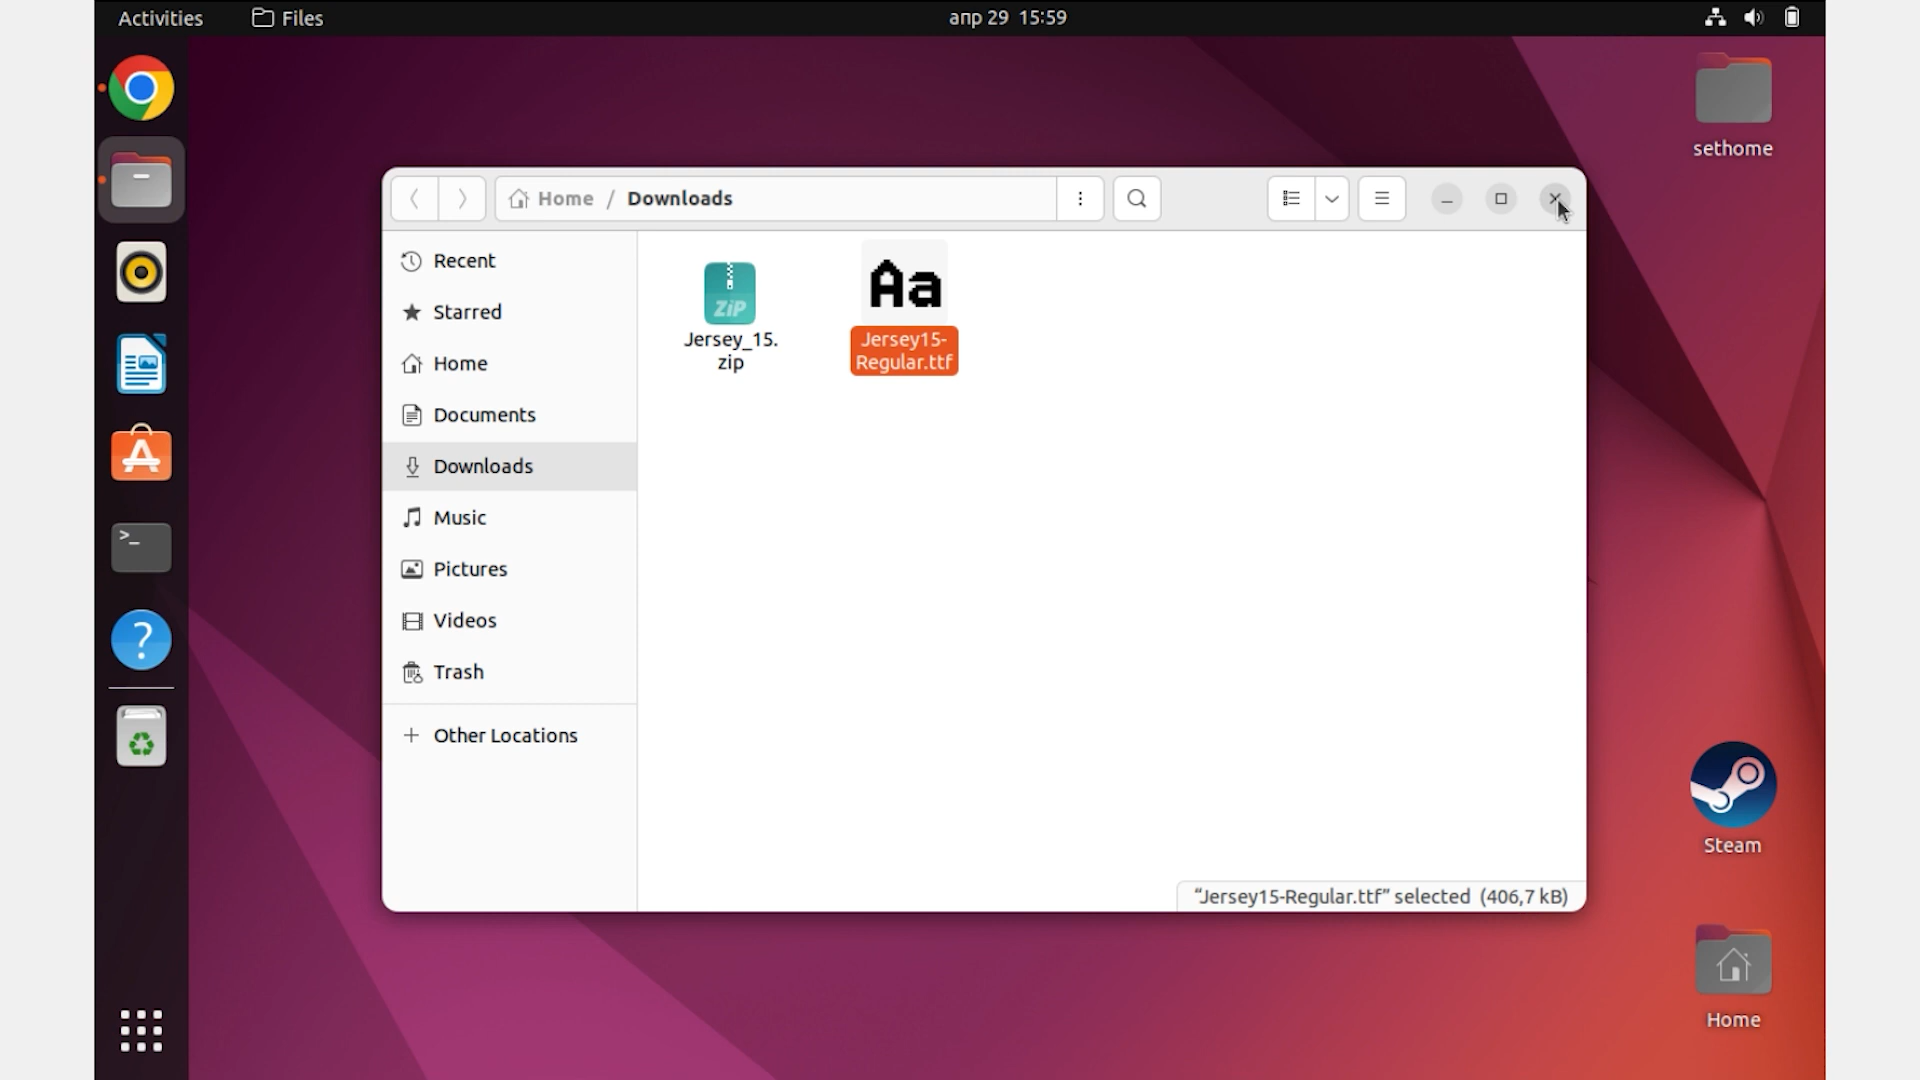 Activities
Files
апр 29 15:59
sethome
Home / Downloads
Recent
Starred
Home
Documents
Downloads
Music
Pictures
Videos
Trash
+ Other Locations
ZiP
Jersey_15.
zip
Aa
Jersey15-
Regular.ttf
>_
?
“Jersey15-Regular.ttf” selected (406,7 kB)
Steam
Home